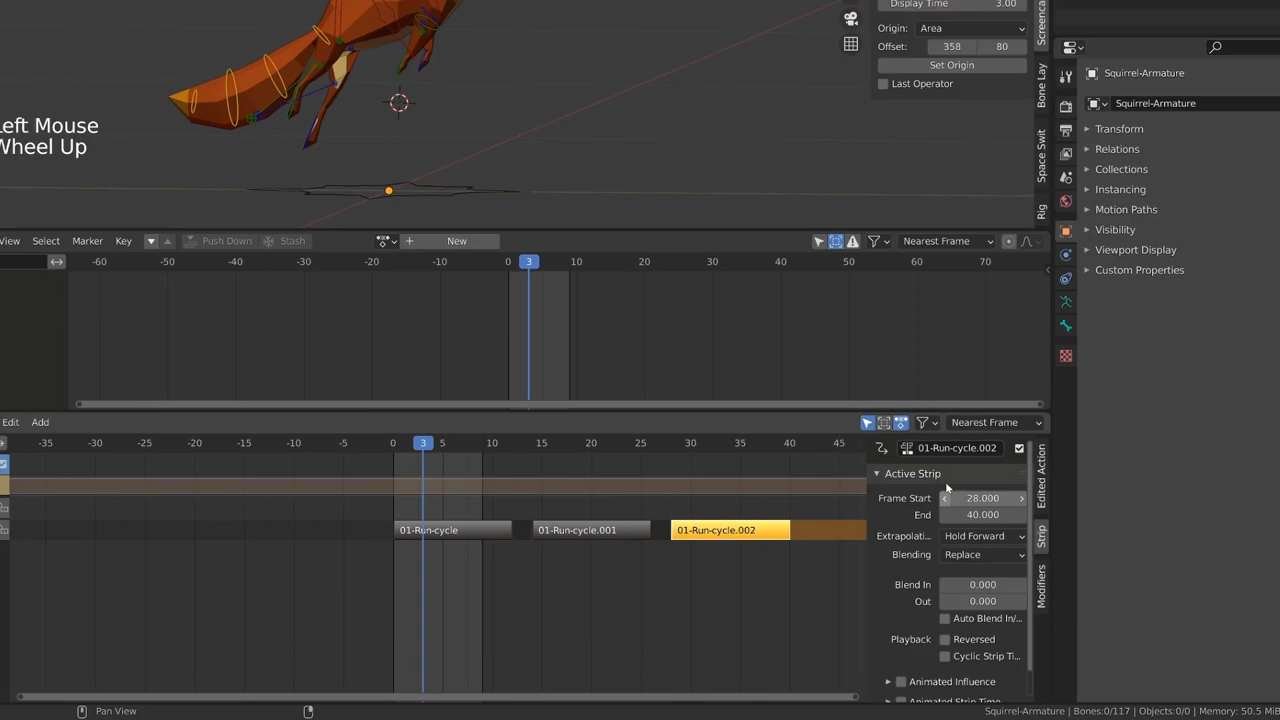 Display Time 3.00
Origin: Area
Offset: 358 80
Set Origin
Last Operator
Screenca
Bone Lay
Space Swit
Rig
Squirrel-Armature
Squirrel-Armature
Transform
Relations
Collections
Instancing
Motion Paths
Visibility
Viewport Display
Custom Properties
Left Mouse
Wheel Up
View Select Marker Key Push Down Stash New Nearest Frame
-60 -50 -40 -30 -20 -10 0 3 10 20 30 40 50 60 70
Edit Add Nearest Frame
-35 -30 -25 -20 -15 -10 -5 0 3 5 10 15 20 25 30 35 40 45
01-Run-cycle 01-Run-cycle.001 01-Run-cycle.002
01-Run-cycle.002
Active Strip
Frame Start 28.000
End 40.000
Extrapolati.. Hold Forward
Blending Replace
Blend In 0.000
Out 0.000
Auto Blend In/...
Playback Reversed
Cyclic Strip Ti...
Animated Influence
Animated Strip Time
Edited Action
Strip
Modifiers
Pan View
Squirrel-Armature | Bones:0/117 | Objects:0/0 | Memory: 50.5 MiB